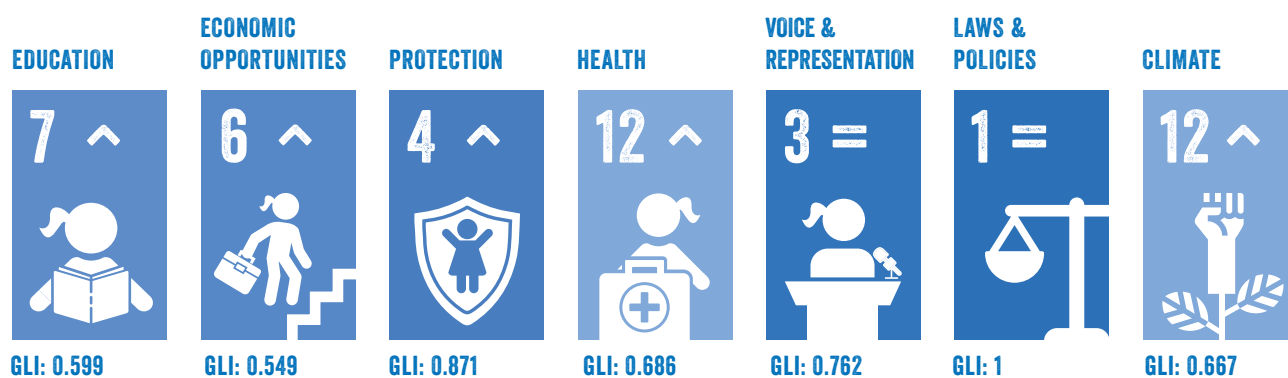 EDUCATION
7 ^
GLI: 0.599
ECONOMIC
OPPORTUNITIES
6 ^
GLI: 0.549
PROTECTION
4 ^
GLI: 0.871
HEALTH
12 ^
GLI: 0.686
VOICE &
REPRESENTATION
3 =
GLI: 0.762
LAWS &
POLICIES
1 =
GLI: 1
CLIMATE
12 ^
GLI: 0.667